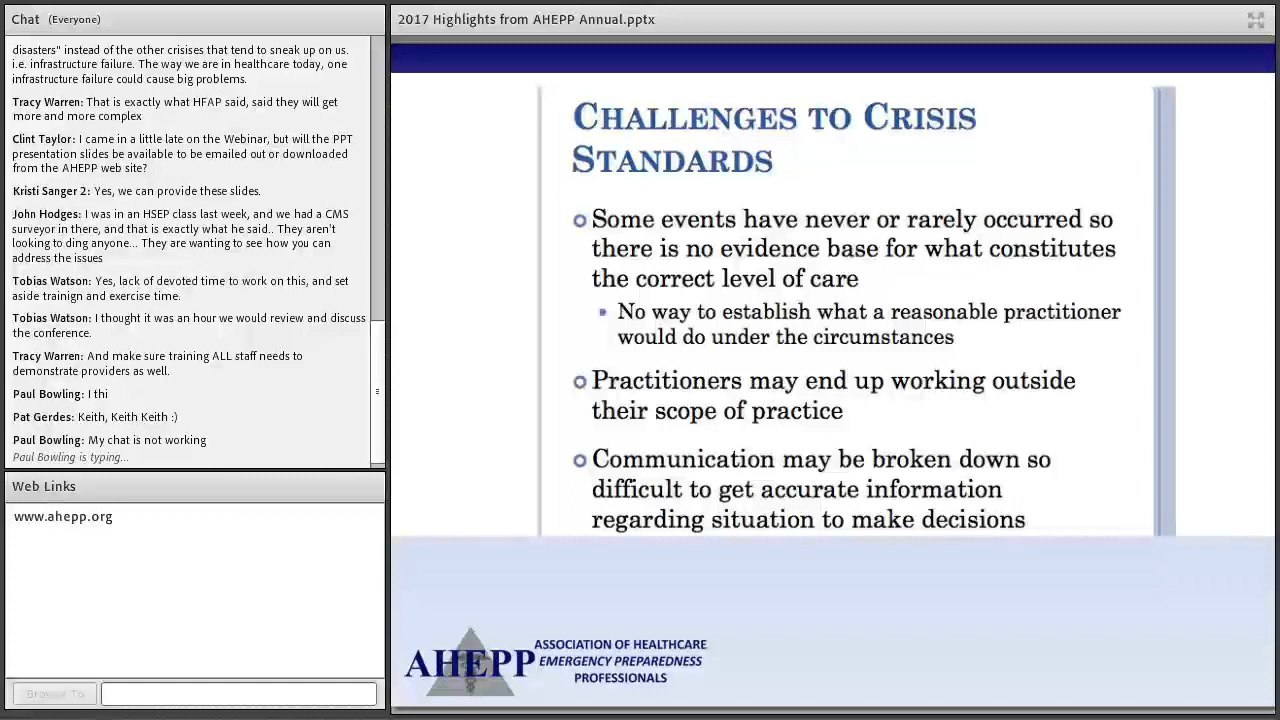 Chat (Everyone)
disasters" instead of the other crisises that tend to sneak up on us.
i.e. infrastructure failure. The way we are in healthcare today, one
infrastructure failure could cause big problems.
Tracy Warren: That is exactly what HFAP said, said they will get
more and more complex
Clint Taylor: I came in a little late on the Webinar, but will the PPT
presentation slides be available to be emailed out or downloaded
from the AHEPP web site?
Kristi Sanger 2: Yes, we can provide these slides.
John Hodges: I was in an HSEP class last week, and we had a CMS
surveyor in there, and that is exactly what he said.. They aren't
looking to ding anyone... They are wanting to see how you can
address the issues
Tobias Watson: Yes, lack of devoted time to work on this, and set
aside trainign and exercise time.
Tobias Watson: I thought it was an hour we would review and discuss
the conference.
Tracy Warren: And make sure training ALL staff needs to
demonstrate providers as well.
Paul Bowling: I thi
Pat Gerdes: Keith, Keith Keith :)
Paul Bowling: My chat is not working
Paul Bowling is typing...
Web Links
www.ahepp.org
Browse To
2017 Highlights from AHEPP Annual.pptx
CHALLENGES TO CRISIS
STANDARDS
Some events have never or rarely occurred so
there is no evidence base for what constitutes
the correct level of care
No way to establish what a reasonable practitioner
would do under the circumstances
Practitioners may end up working outside
their scope of practice
Communication may be broken down so
difficult to get accurate information
regarding situation to make decisions
AHEPP
ASSOCIATION OF HEALTHCARE
EMERGENCY PREPAREDNESS
PROFESSIONALS